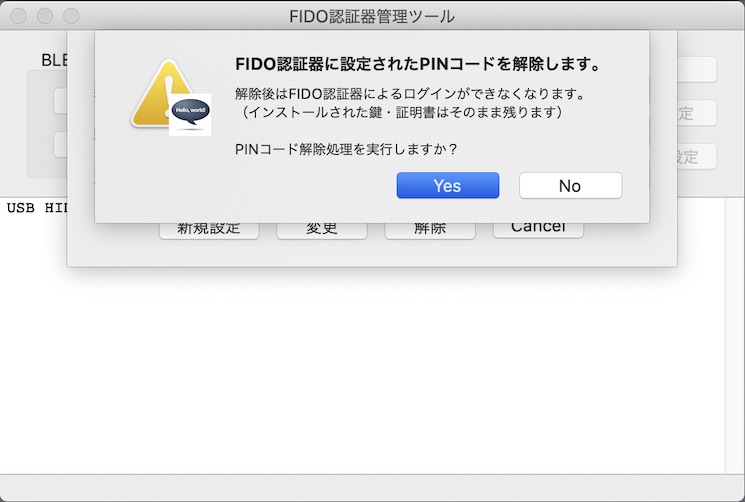 FIDO認証器管理ツール
BLE
FIDO認証器に設定されたPINコードを解除します。
解除後はFIDO認証器によるログインができなくなります。
（インストールされた鍵・証明書はそのまま残ります）
Hello, world!
PINコード解除処理を実行しますか？
Yes
No
定
設定
USB HID
新規設定
変更
解除
Cancel